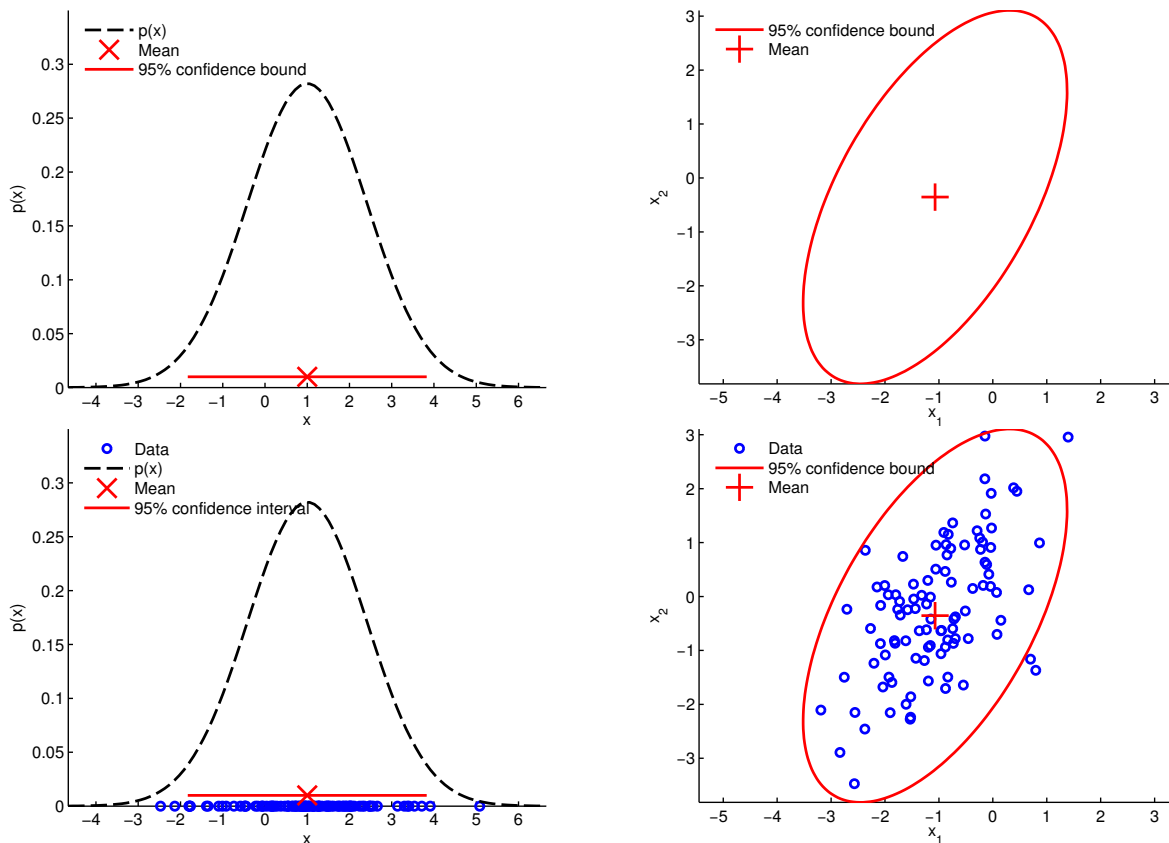 p(x)
Mean
95% confidence bound
0.3
0.25
0.2
0.15
0.1
0.05
0
p(x)
−4 −3 −2 −1 0 1 2 3 4 5 6
x
95% confidence bound
Mean
3
2
1
0
−1
−2
−3
x2
−5 −4 −3 −2 −1 0 1 2 3
x1
Data
p(x)
Mean
95% confidence interval
0.3
0.25
0.2
0.15
0.1
0.05
0
p(x)
−4 −3 −2 −1 0 1 2 3 4 5 6
x
Data
95% confidence bound
Mean
3
2
1
0
−1
−2
−3
x2
−5 −4 −3 −2 −1 0 1 2 3
x1